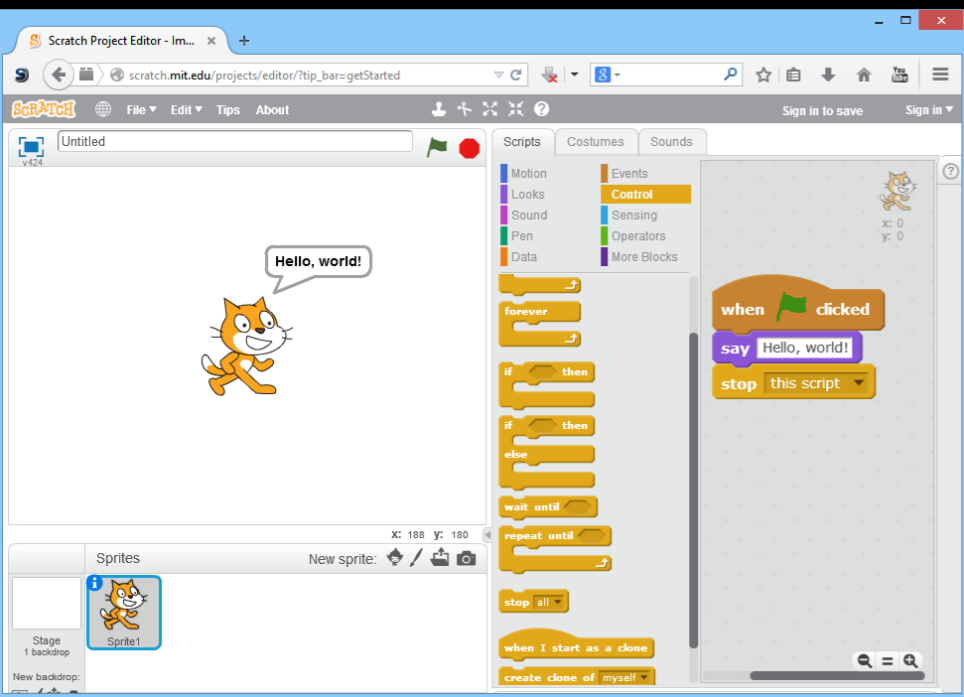 Scratch Project Editor - Im...
scratch.mit.edu/projects/editor/?tip_bar=getStarted
8
You
SCRATCH File Edit Tips About
Sign in to save Sign in
Untitled
v424
Hello, world!
X: 188 y: 180
Sprites
New sprite:
Sprite1
Stage
1 backdrop
New backdrop:
Scripts Costumes Sounds
Motion Events
Looks Control
Sound Sensing
Pen Operators
Data More Blocks
forever
if then
if then
else
wait until
repeat until
stop all
when I start as a clone
create clone of myself
x: 0
y: 0
when clicked
say Hello, world!
stop this script